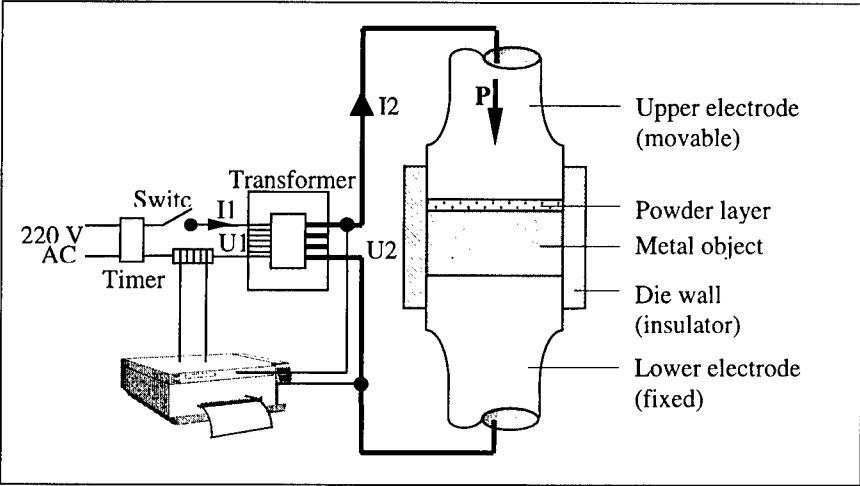 P
I2
Upper electrode
(movable)
Transformer
Switc
I1
220 V
AC
U1
U2
Timer
Powder layer
Metal object
Die wall
(insulator)
Lower electrode
(fixed)